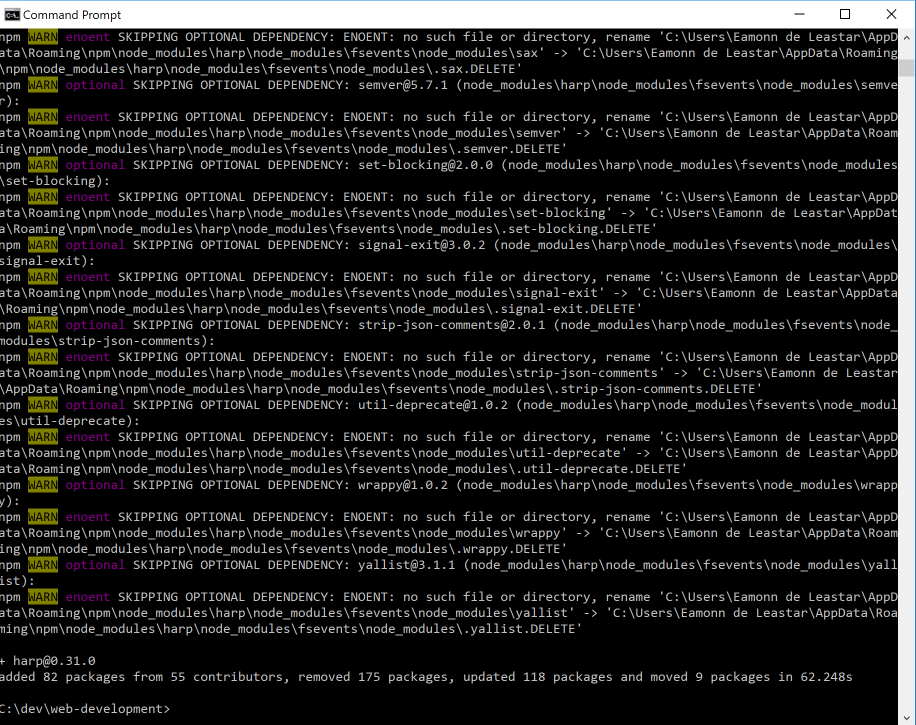 Command Prompt
npm WARN enoent SKIPPING OPTIONAL DEPENDENCY: ENOENT: no such file or directory, rename 'C:\Users\Eamonn de Leastar\AppD
ata\Roaming\npm\node_modules\harp\node_modules\fsevents\node_modules\sax' -> 'C:\Users\Eamonn de Leastar\AppData\Roaming
\npm\node_modules\harp\node_modules\fsevents\node_modules\.sax.DELETE'
npm WARN optional SKIPPING OPTIONAL DEPENDENCY: semver@5.7.1 (node_modules\harp\node_modules\fsevents\node_modules\semve
r):
npm WARN enoent SKIPPING OPTIONAL DEPENDENCY: ENOENT: no such file or directory, rename 'C:\Users\Eamonn de Leastar\AppD
ata\Roaming\npm\node_modules\harp\node_modules\fsevents\node_modules\semver' -> 'C:\Users\Eamonn de Leastar\AppData\Roam
ing\npm\node_modules\harp\node_modules\fsevents\node_modules\.semver.DELETE'
npm WARN optional SKIPPING OPTIONAL DEPENDENCY: set-blocking@2.0.0 (node_modules\harp\node_modules\fsevents\node_modules
\set-blocking):
npm WARN enoent SKIPPING OPTIONAL DEPENDENCY: ENOENT: no such file or directory, rename 'C:\Users\Eamonn de Leastar\AppD
ata\Roaming\npm\node_modules\harp\node_modules\fsevents\node_modules\set-blocking' -> 'C:\Users\Eamonn de Leastar\AppDat
a\Roaming\npm\node_modules\harp\node_modules\fsevents\node_modules\.set-blocking.DELETE'
npm WARN optional SKIPPING OPTIONAL DEPENDENCY: signal-exit@3.0.2 (node_modules\harp\node_modules\fsevents\node_modules\
signal-exit):
npm WARN enoent SKIPPING OPTIONAL DEPENDENCY: ENOENT: no such file or directory, rename 'C:\Users\Eamonn de Leastar\AppD
ata\Roaming\npm\node_modules\harp\node_modules\fsevents\node_modules\signal-exit' -> 'C:\Users\Eamonn de Leastar\AppData
\Roaming\npm\node_modules\harp\node_modules\fsevents\node_modules\.signal-exit.DELETE'
npm WARN optional SKIPPING OPTIONAL DEPENDENCY: strip-json-comments@2.0.1 (node_modules\harp\node_modules\fsevents\node_
modules\strip-json-comments):
npm WARN enoent SKIPPING OPTIONAL DEPENDENCY: ENOENT: no such file or directory, rename 'C:\Users\Eamonn de Leastar\AppD
ata\Roaming\npm\node_modules\harp\node_modules\fsevents\node_modules\strip-json-comments' -> 'C:\Users\Eamonn de Leastar
\AppData\Roaming\npm\node_modules\harp\node_modules\fsevents\node_modules\.strip-json-comments.DELETE'
npm WARN optional SKIPPING OPTIONAL DEPENDENCY: util-deprecate@1.0.2 (node_modules\harp\node_modules\fsevents\node_modul
es\util-deprecate):
npm WARN enoent SKIPPING OPTIONAL DEPENDENCY: ENOENT: no such file or directory, rename 'C:\Users\Eamonn de Leastar\AppD
ata\Roaming\npm\node_modules\harp\node_modules\fsevents\node_modules\util-deprecate' -> 'C:\Users\Eamonn de Leastar\AppD
ata\Roaming\npm\node_modules\harp\node_modules\fsevents\node_modules\.util-deprecate.DELETE'
npm WARN optional SKIPPING OPTIONAL DEPENDENCY: wrappy@1.0.2 (node_modules\harp\node_modules\fsevents\node_modules\wrapp
y):
npm WARN enoent SKIPPING OPTIONAL DEPENDENCY: ENOENT: no such file or directory, rename 'C:\Users\Eamonn de Leastar\AppD
ata\Roaming\npm\node_modules\harp\node_modules\fsevents\node_modules\wrappy' -> 'C:\Users\Eamonn de Leastar\AppData\Roam
ing\npm\node_modules\harp\node_modules\fsevents\node_modules\.wrappy.DELETE'
npm WARN optional SKIPPING OPTIONAL DEPENDENCY: yallist@3.1.1 (node_modules\harp\node_modules\fsevents\node_modules\yall
ist):
npm WARN enoent SKIPPING OPTIONAL DEPENDENCY: ENOENT: no such file or directory, rename 'C:\Users\Eamonn de Leastar\AppD
ata\Roaming\npm\node_modules\harp\node_modules\fsevents\node_modules\yallist' -> 'C:\Users\Eamonn de Leastar\AppData\Roa
ming\npm\node_modules\harp\node_modules\fsevents\node_modules\.yallist.DELETE'
+ harp@0.31.0
added 82 packages from 55 contributors, removed 175 packages, updated 118 packages and moved 9 packages in 62.248s
C:\dev\web-development>